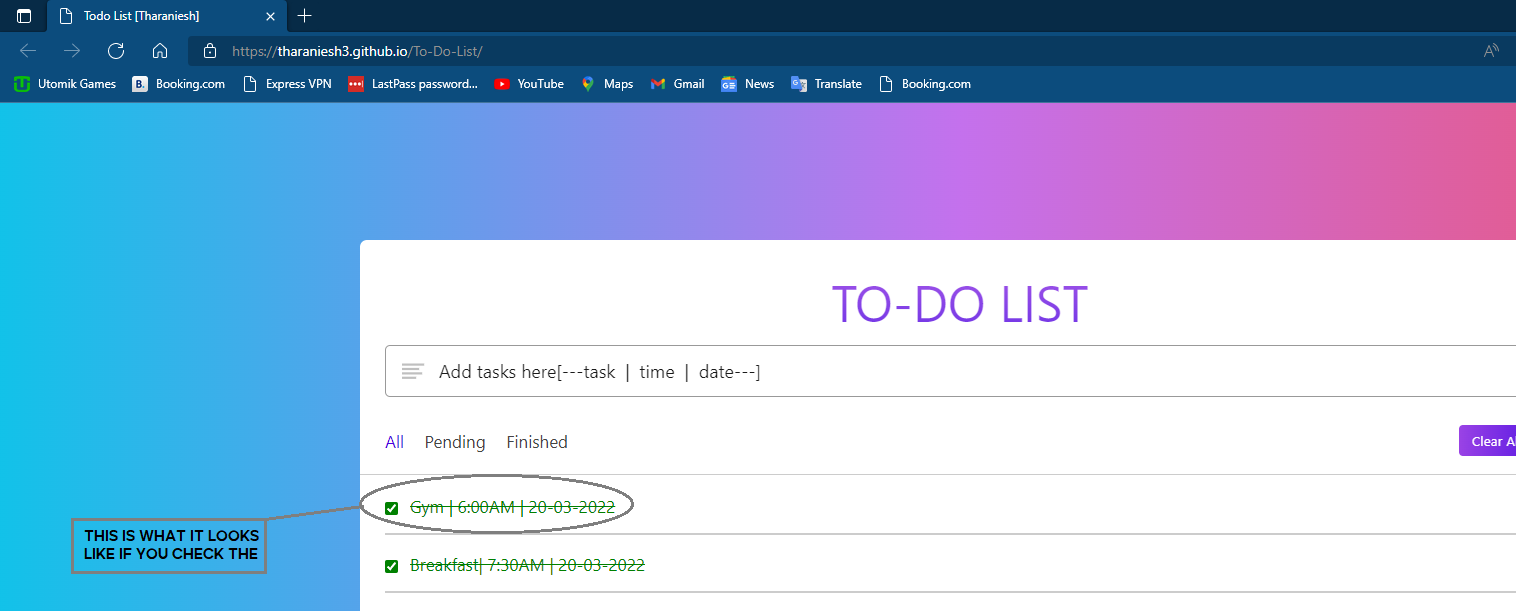 Todo List [Tharaniesh]
https://tharaniesh3.github.io/To-Do-List/
Utomik Games B. Booking.com Express VPN LastPass password... YouTube Maps Gmail News Translate Booking.com
TO-DO LIST
Add tasks here[---task | time | date---]
All Pending Finished Clear Al
Gym | 6:00AM | 20-03-2022
THIS IS WHAT IT LOOKS
LIKE IF YOU CHECK THE
Breakfast| 7:30AM | 20-03-2022